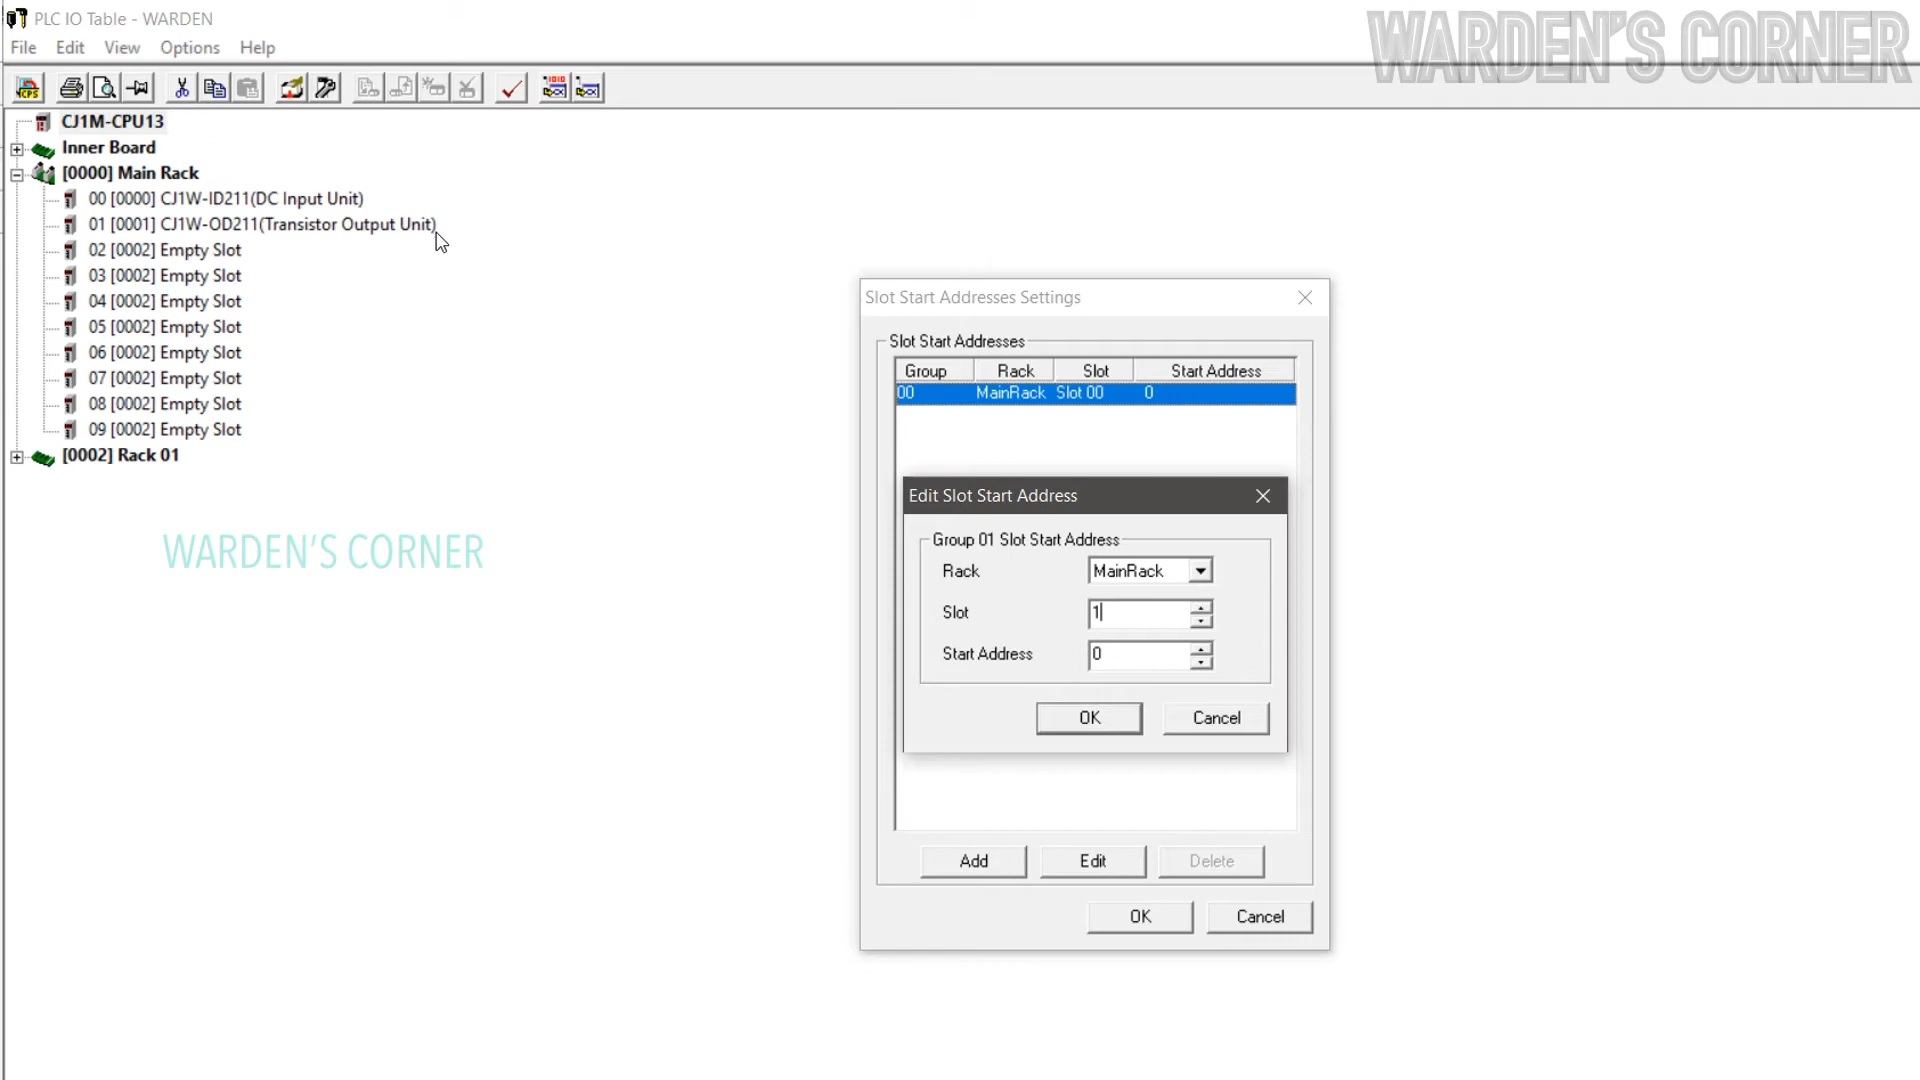 PLC IO Table - WARDEN
WARDEN'S CORNER
File Edit View Options Help
CPS
1010
CJ1M-CPU13
Inner Board
[0000] Main Rack
00 [0000] CJ1W-ID211(DC Input Unit)
01 [0001] CJ1W-OD211(Transistor Output Unit)
02 [0002] Empty Slot
03 [0002] Empty Slot
04 [0002] Empty Slot
05 [0002] Empty Slot
06 [0002] Empty Slot
07 [0002] Empty Slot
08 [0002] Empty Slot
09 [0002] Empty Slot
[0002] Rack 01
WARDEN'S CORNER
Slot Start Addresses Settings
Slot Start Addresses
Group Rack Slot Start Address
00 MainRack Slot 00 0
Edit Slot Start Address
Group 01 Slot Start Address
Rack MainRack
Slot 1
Start Address 0
OK Cancel
Add Edit Delete
OK Cancel